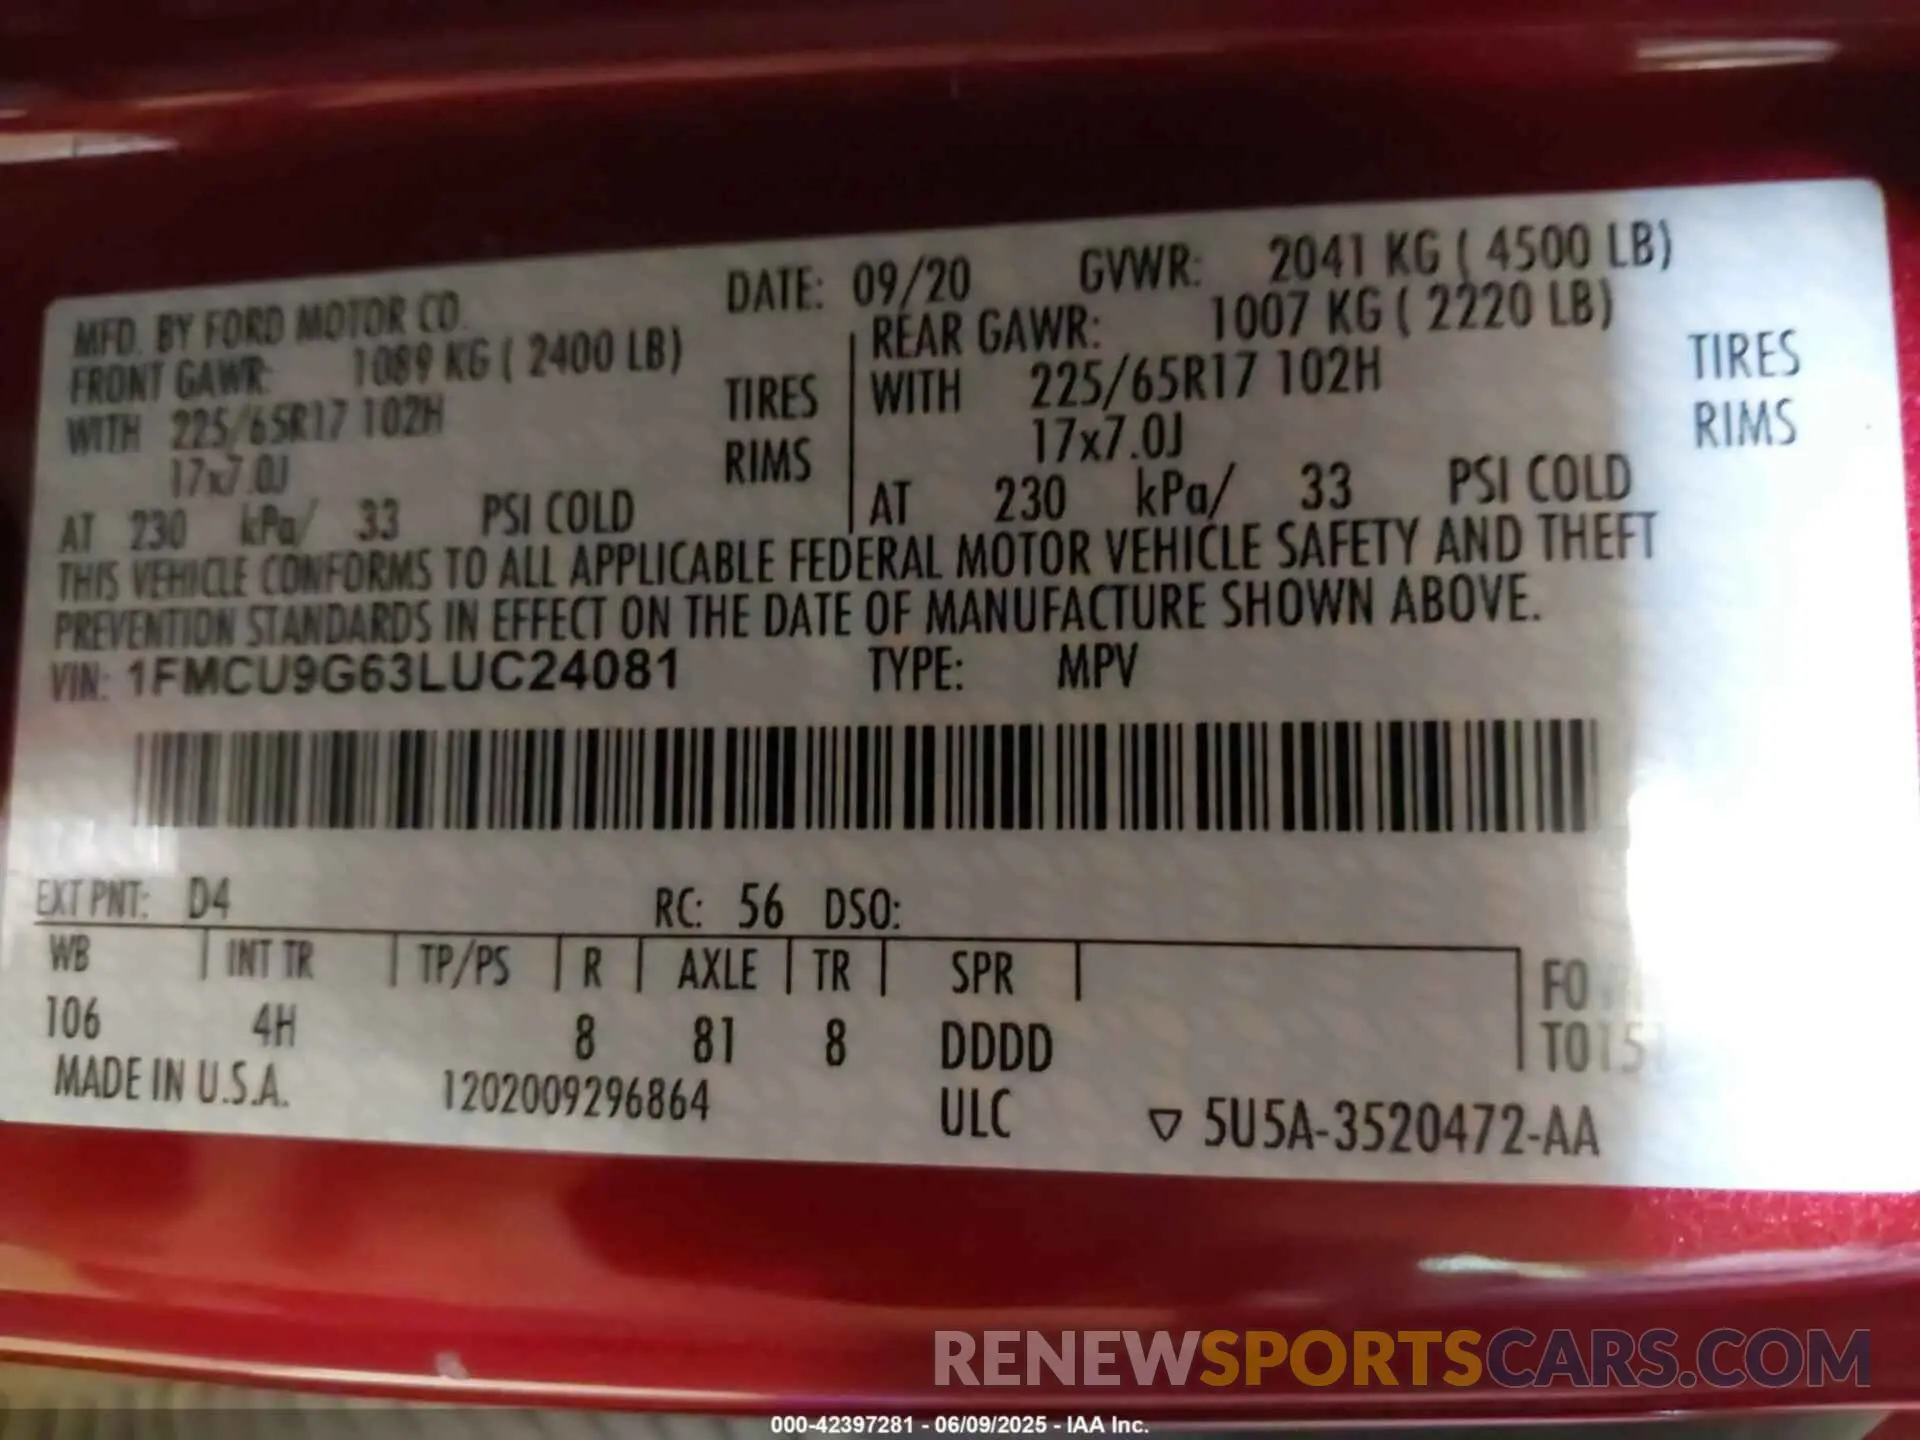 MFD. BY FORD MOTOR CO. DATE: 09/20 GVWR: 2041 KG ( 4500 LB)
FRONT GAWR: 1089 KG ( 2400 LB) REAR GAWR: 1007 KG ( 2220 LB)
WITH 225/65R17 102H TIRES WITH 225/65R17 102H TIRES
17x7.0J RIMS 17x7.0J RIMS
AT 230 kPa/ 33 PSI COLD AT 230 kPa/ 33 PSI COLD
THIS VEHICLE CONFORMS TO ALL APPLICABLE FEDERAL MOTOR VEHICLE SAFETY AND THEFT
PREVENTION STANDARDS IN EFFECT ON THE DATE OF MANUFACTURE SHOWN ABOVE.
VIN: 1FMCU9G63LUC24081 TYPE: MPV
EXT PNT: D4 RC: 56 DSO:
WB INT TR TP/PS R AXLE TR SPR
106 4H 8 81 8 DDDD
MADE IN U.S.A. 1202009296864 ULC ▽ 5U5A-3520472-AA
RENEWSPORTSCARS.COM
000-42397281 - 06/09/2025 - IAA Inc.